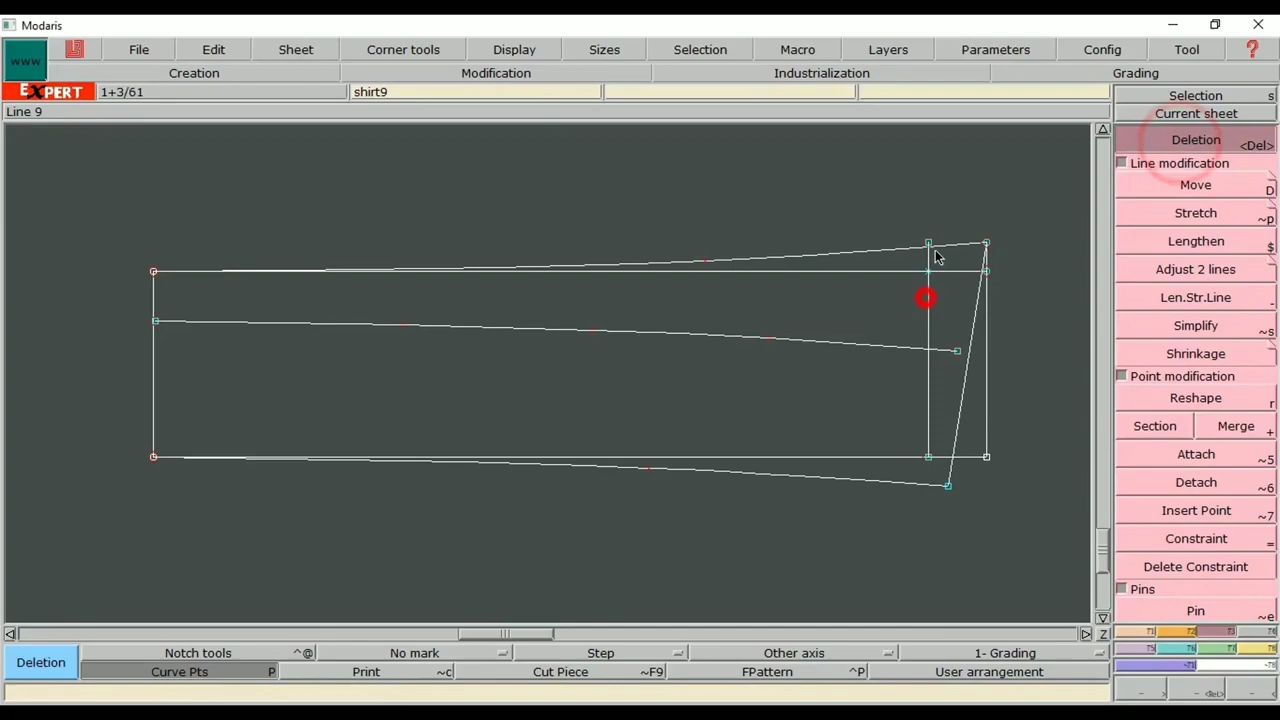 Modaris
www File Edit Sheet Corner tools Display Sizes Selection Macro Layers Parameters Config Tool ?
Creation Modification Industrialization Grading
EXPERT 1+3/61 shirt9
Line 9
Selection s
Current sheet
Deletion <Del>
Line modification
Move D
Stretch ~p
Lengthen $
Adjust 2 lines
Len.Str.Line -
Simplify ~s
Shrinkage
Point modification
Reshape r
Section Merge +
Attach ~5
Detach ~6
Insert Point ~7
Constraint =
Delete Constraint
Pins
Pin ~e
Z
Deletion
Notch tools ^@ No mark Step Other axis 1- Grading
Curve Pts P Print ~c Cut Piece ~F9 FPattern ^P User arrangement